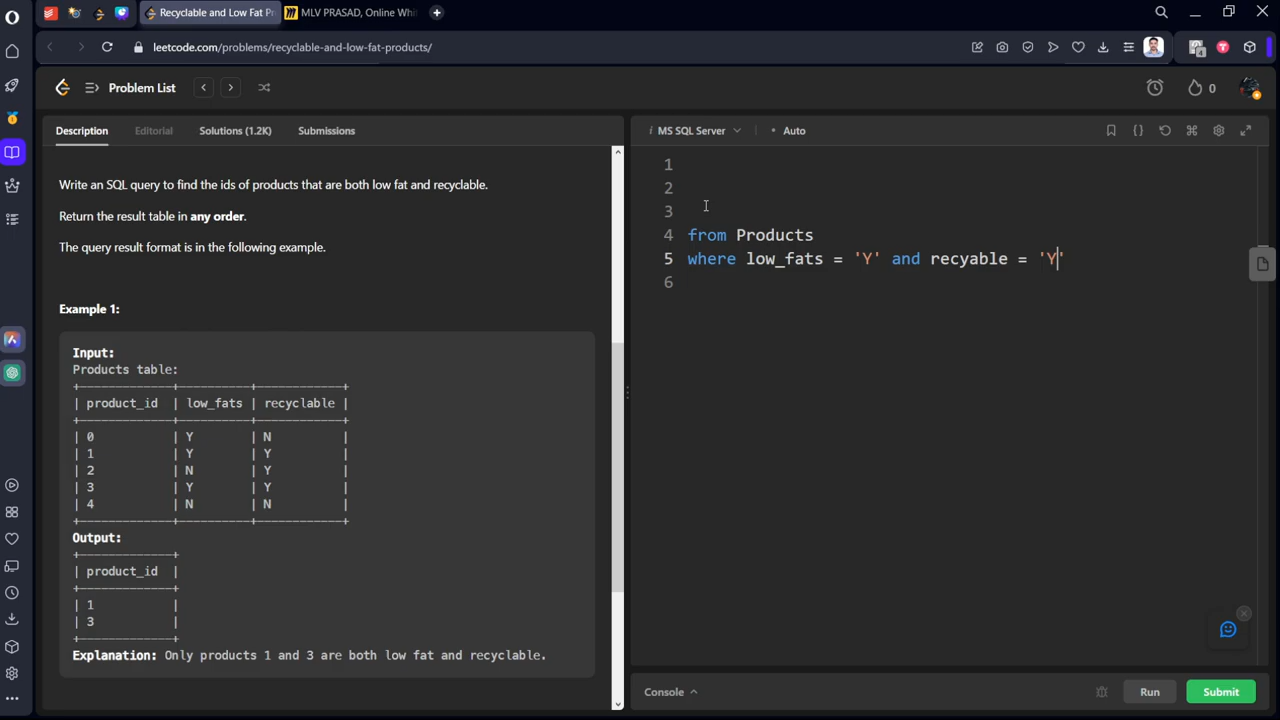 Recyclable and Low Fat Pr
MLV PRASAD, Online Whit
leetcode.com/problems/recyclable-and-low-fat-products/
4
Problem List
0
Description Editorial Solutions (1.2K) Submissions
i MS SQL Server • Auto
Write an SQL query to find the ids of products that are both low fat and recyclable.
Return the result table in any order.
The query result format is in the following example.
Example 1:
Input:
Products table:
+-------------+----------+------------+
| product_id | low_fats | recyclable |
+-------------+----------+------------+
| 0 | Y | N |
| 1 | Y | Y |
| 2 | N | Y |
| 3 | Y | Y |
| 4 | N | N |
+-------------+----------+------------+
Output:
+-------------+
| product_id |
+-------------+
| 1 |
| 3 |
+-------------+
Explanation: Only products 1 and 3 are both low fat and recyclable.
1
2
3
4 from Products
5 where low_fats = 'Y' and recyable = 'Y'
6
Console Run Submit